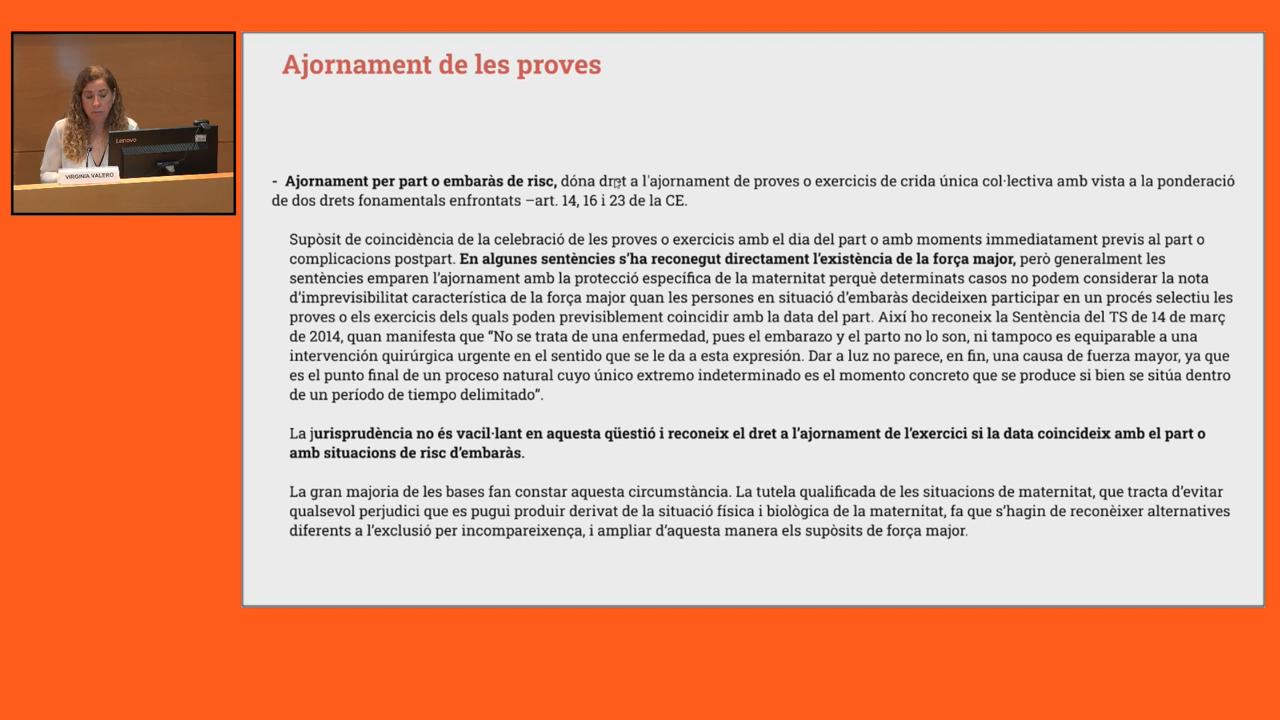 Ajornament de les proves
Lenovo
VIRGINIA VALERO
- Ajornament per part o embaràs de risc, dóna dret a l'ajornament de proves o exercicis de crida única col·lectiva amb vista a la ponderació
de dos drets fonamentals enfrontats –art. 14, 16 i 23 de la CE.
Supòsit de coincidència de la celebració de les proves o exercicis amb el dia del part o amb moments immediatament previs al part o
complicacions postpart. En algunes sentències s’ha reconegut directament l’existència de la força major, però generalment les
sentències emparen l’ajornament amb la protecció específica de la maternitat perquè determinats casos no podem considerar la nota
d’imprevisibilitat característica de la força major quan les persones en situació d’embaràs decideixen participar en un procés selectiu les
proves o els exercicis dels quals poden previsiblement coincidir amb la data del part. Així ho reconeix la Sentència del TS de 14 de març
de 2014, quan manifesta que “No se trata de una enfermedad, pues el embarazo y el parto no lo son, ni tampoco es equiparable a una
intervención quirúrgica urgente en el sentido que se le da a esta expresión. Dar a luz no parece, en fin, una causa de fuerza mayor, ya que
es el punto final de un proceso natural cuyo único extremo indeterminado es el momento concreto que se produce si bien se sitúa dentro
de un período de tiempo delimitado”.
La jurisprudència no és vacil·lant en aquesta qüestió i reconeix el dret a l’ajornament de l’exercici si la data coincideix amb el part o
amb situacions de risc d’embaràs.
La gran majoria de les bases fan constar aquesta circumstància. La tutela qualificada de les situacions de maternitat, que tracta d’evitar
qualsevol perjudici que es pugui produir derivat de la situació física i biològica de la maternitat, fa que s’hagin de reconèixer alternatives
diferents a l’exclusió per incompareixença, i ampliar d’aquesta manera els supòsits de força major.